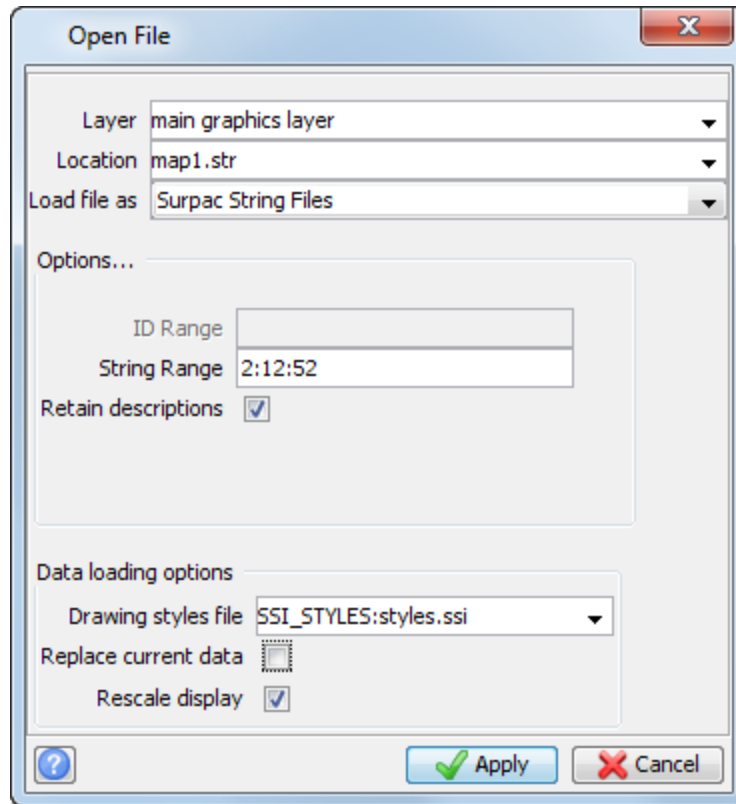 Open File
Layer main graphics layer
Location map1.str
Load file as Surpac String Files
Options...
ID Range
String Range 2:12:52
Retain descriptions
Data loading options
Drawing styles file SSI_STYLES:styles.ssi
Replace current data
Rescale display
? Apply Cancel